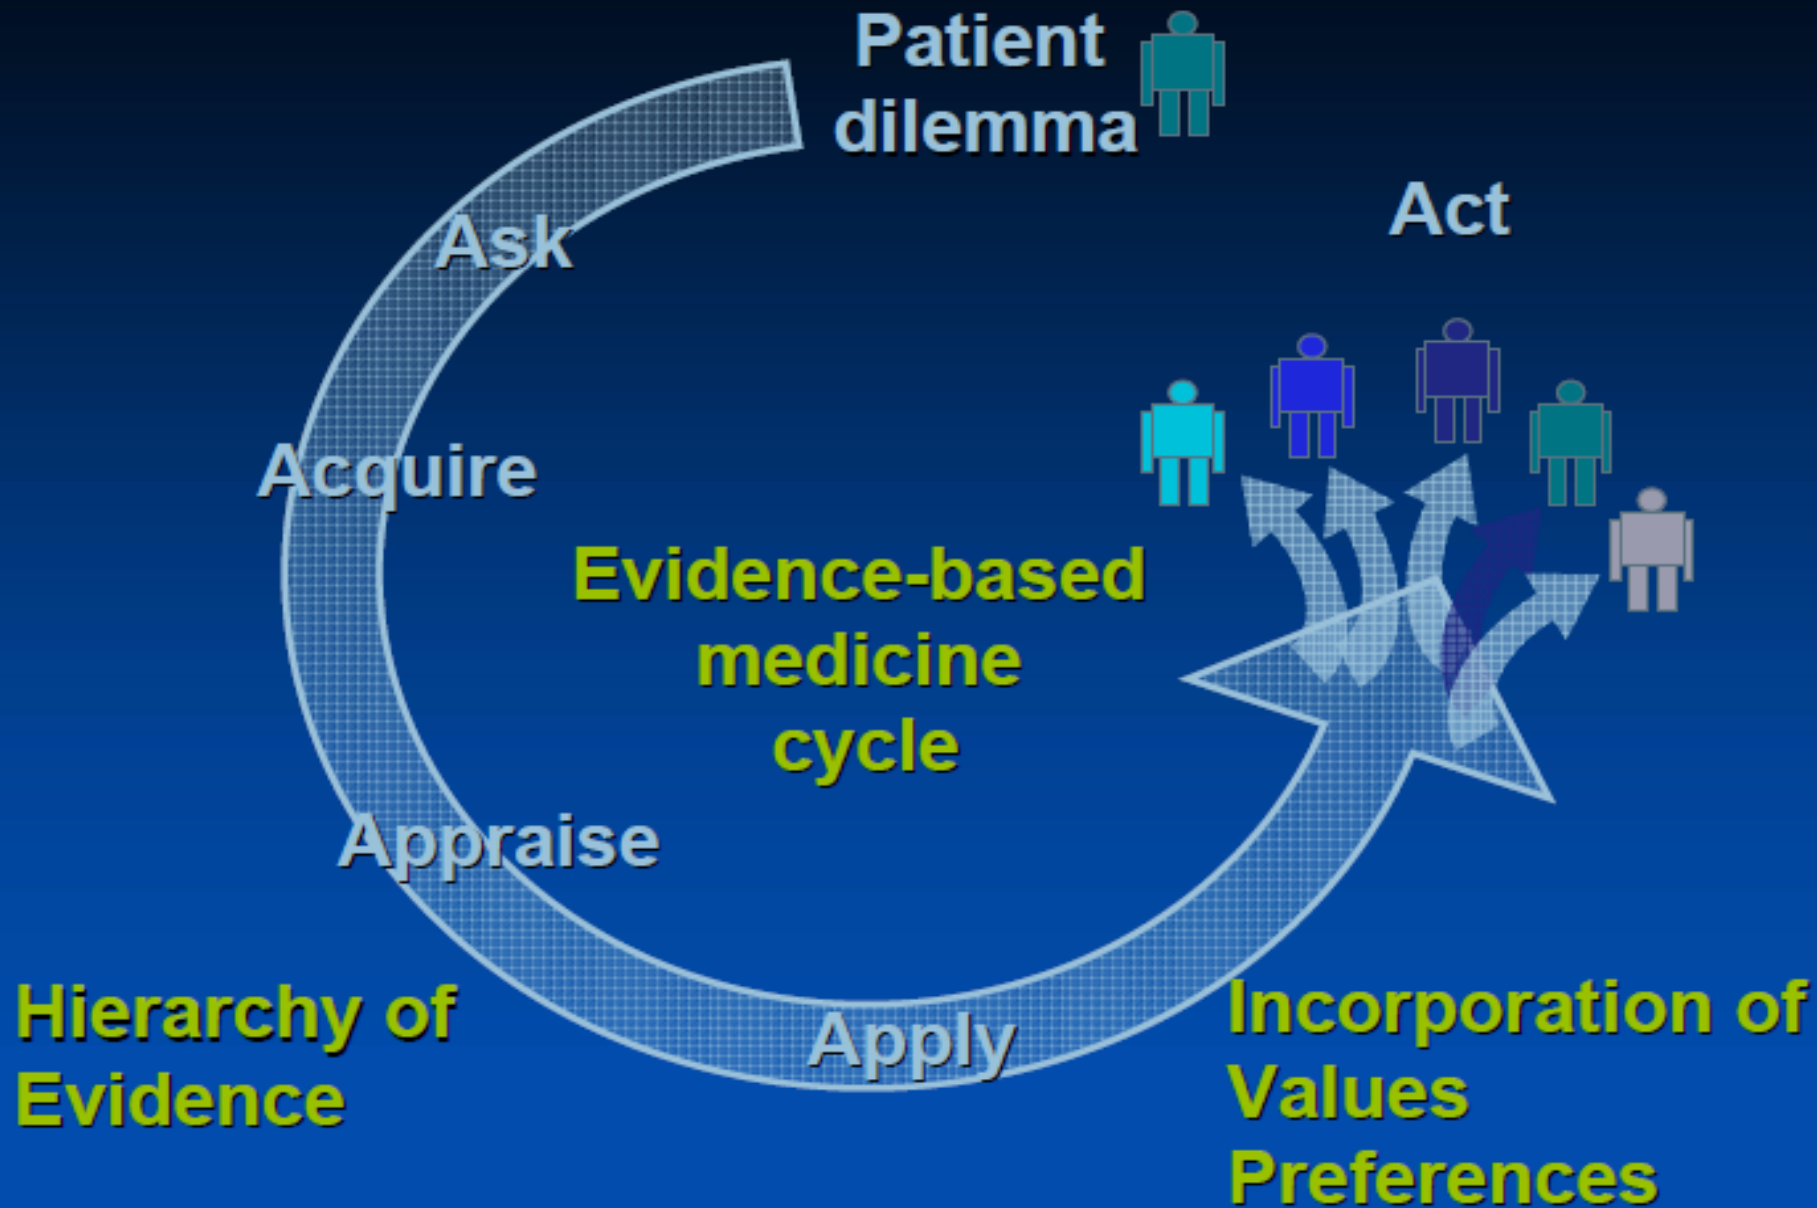 Patient
dilemma
Act
Ask
Acquire
Evidence-based
medicine
cycle
Appraise
Apply
Hierarchy of
Evidence
Incorporation of
Values
Preferences